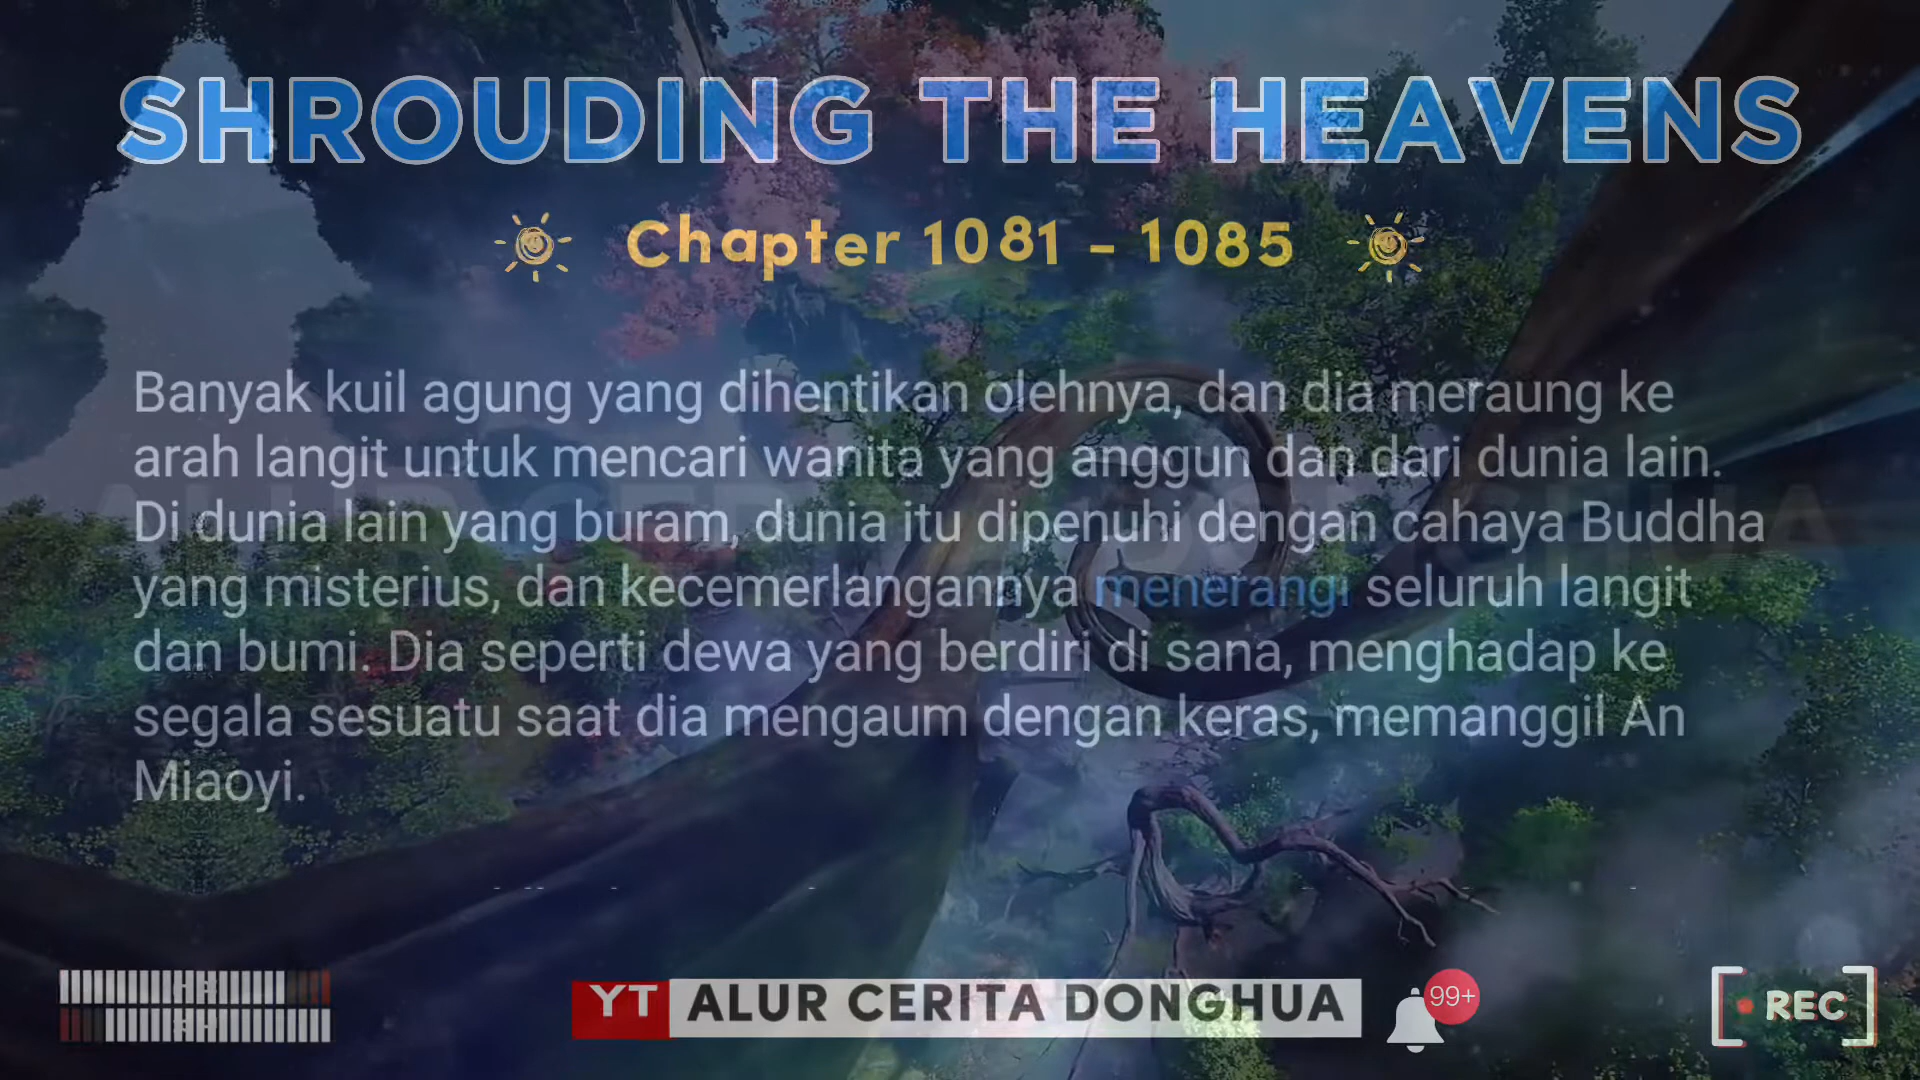 SHROUDING THE HEAVENS
Chapter 1081 - 1085
Banyak kuil agung yang dihentikan olehnya, dan dia meraung ke
arah langit untuk mencari wanita yang anggun dan dari dunia lain.
Di dunia lain yang buram, dunia itu dipenuhi dengan cahaya Buddha
yang misterius, dan kecemerlangannya menerangi seluruh langit
dan bumi. Dia seperti dewa yang berdiri di sana, menghadap ke
segala sesuatu saat dia mengaum dengan keras, memanggil An
Miaoyi.
YT ALUR CERITA DONGHUA
99+
REC